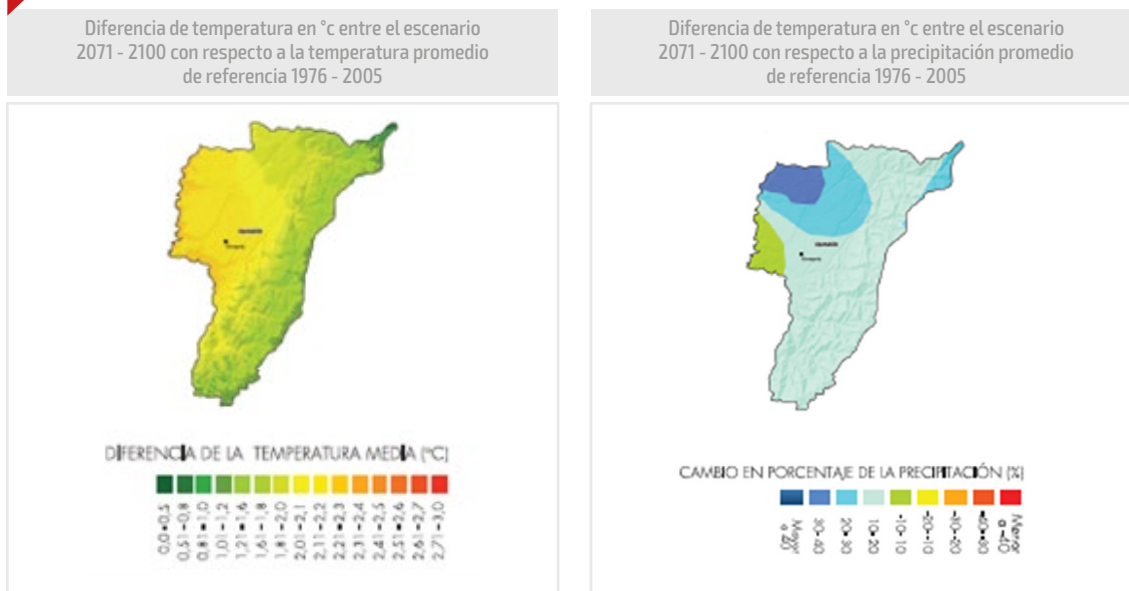 Diferencia de temperatura en °c entre el escenario
2071 - 2100 con respecto a la temperatura promedio
de referencia 1976 - 2005
DIFERENCIA DE LA TEMPERATURA MEDIA (°C)
0,0-0,5
0,51-0,8
0,81-1,0
1,01-1,2
1,21-1,6
1,61-1,8
1,81-2,0
2,01-2,1
2,11-2,2
2,21-2,3
2,31-2,4
2,41-2,5
2,51-2,6
2,61-2,7
2,71-3,0
Diferencia de temperatura en °c entre el escenario
2071 - 2100 con respecto a la precipitación promedio
de referencia 1976 - 2005
CAMBIO EN PORCENTAJE DE LA PRECIPITACIÓN (%)
30-40
20-30
10-20
-10-10